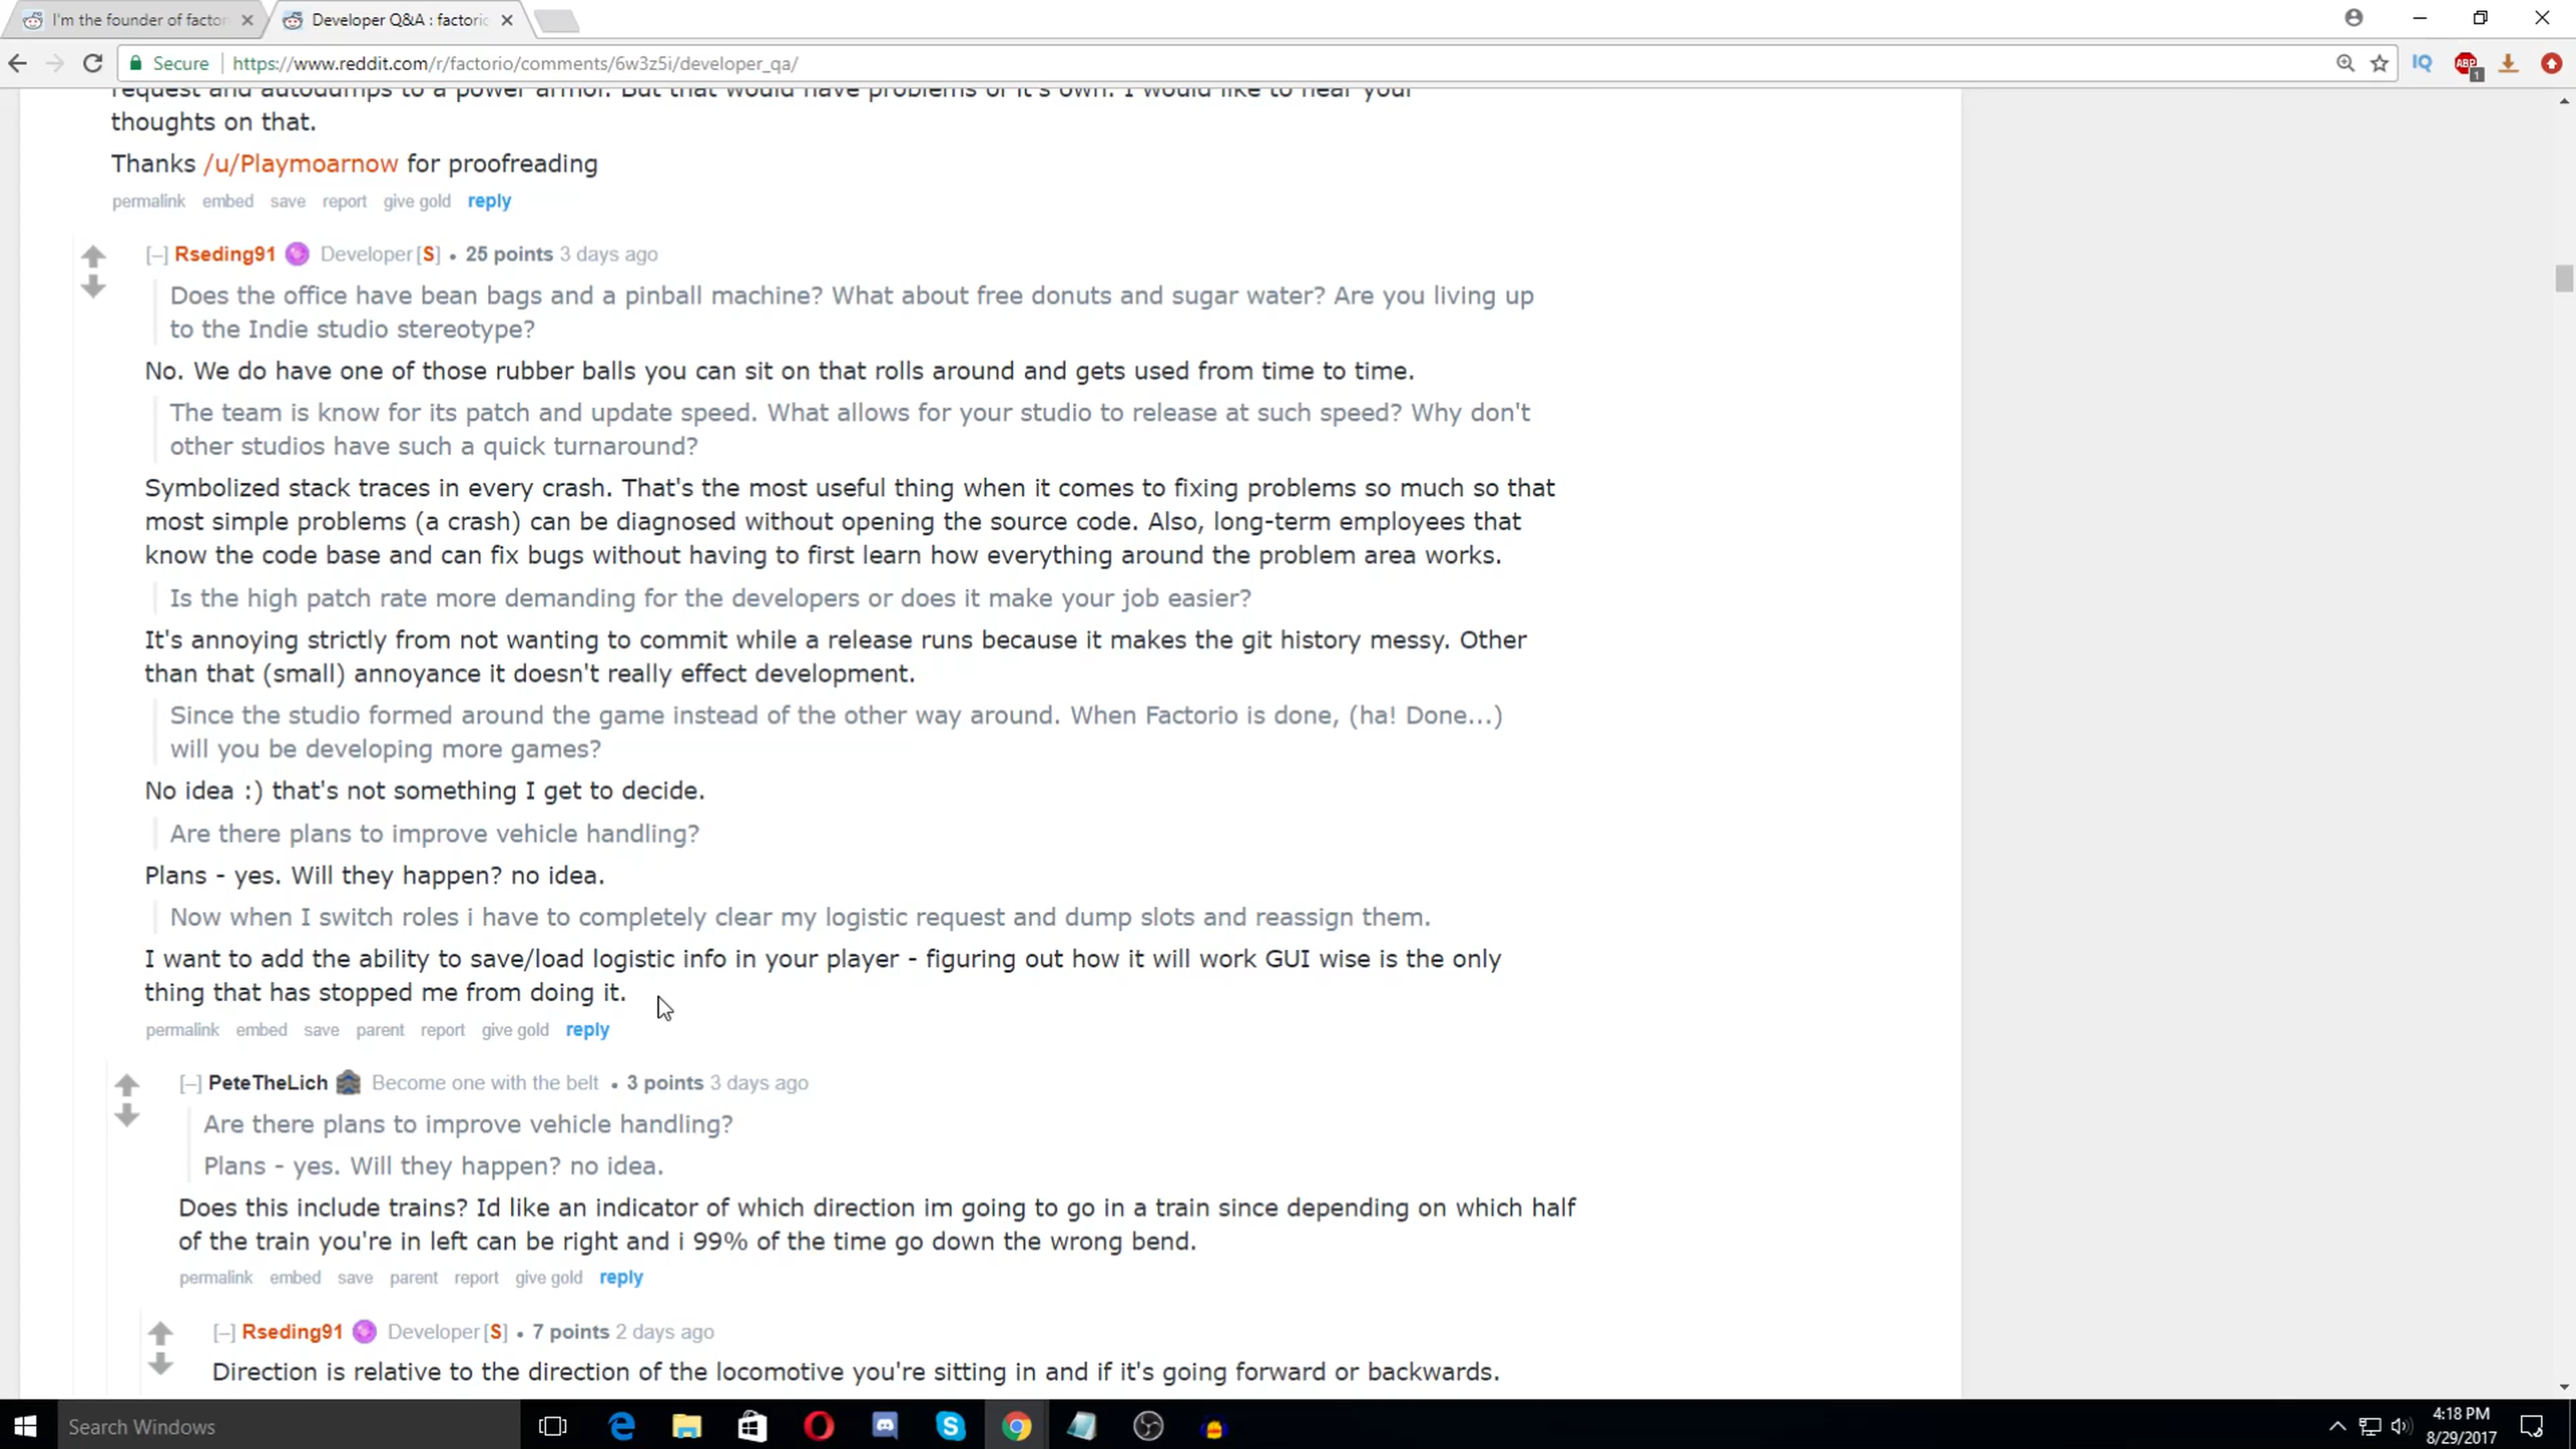 I'm the founder of factor
Developer Q&A : factorio
Secure
https://www.reddit.com/r/factorio/comments/6w3z5i/developer_qa/
IQ
ABP
1
request and autodumps to a power armor. But that would have problems of it's own. I would like to hear your
thoughts on that.
Thanks /u/Playmoarnow for proofreading
permalink embed save report give gold reply
[–] Rseding91 Developer [S] • 25 points 3 days ago
Does the office have bean bags and a pinball machine? What about free donuts and sugar water? Are you living up
to the Indie studio stereotype?
No. We do have one of those rubber balls you can sit on that rolls around and gets used from time to time.
The team is know for its patch and update speed. What allows for your studio to release at such speed? Why don't
other studios have such a quick turnaround?
Symbolized stack traces in every crash. That's the most useful thing when it comes to fixing problems so much so that
most simple problems (a crash) can be diagnosed without opening the source code. Also, long-term employees that
know the code base and can fix bugs without having to first learn how everything around the problem area works.
Is the high patch rate more demanding for the developers or does it make your job easier?
It's annoying strictly from not wanting to commit while a release runs because it makes the git history messy. Other
than that (small) annoyance it doesn't really effect development.
Since the studio formed around the game instead of the other way around. When Factorio is done, (ha! Done...)
will you be developing more games?
No idea :) that's not something I get to decide.
Are there plans to improve vehicle handling?
Plans - yes. Will they happen? no idea.
Now when I switch roles i have to completely clear my logistic request and dump slots and reassign them.
I want to add the ability to save/load logistic info in your player - figuring out how it will work GUI wise is the only
thing that has stopped me from doing it.
permalink embed save parent report give gold reply
[–] PeteTheLich Become one with the belt • 3 points 3 days ago
Are there plans to improve vehicle handling?
Plans - yes. Will they happen? no idea.
Does this include trains? Id like an indicator of which direction im going to go in a train since depending on which half
of the train you're in left can be right and i 99% of the time go down the wrong bend.
permalink embed save parent report give gold reply
[–] Rseding91 Developer [S] • 7 points 2 days ago
Direction is relative to the direction of the locomotive you're sitting in and if it's going forward or backwards.
Search Windows
4:18 PM
8/29/2017